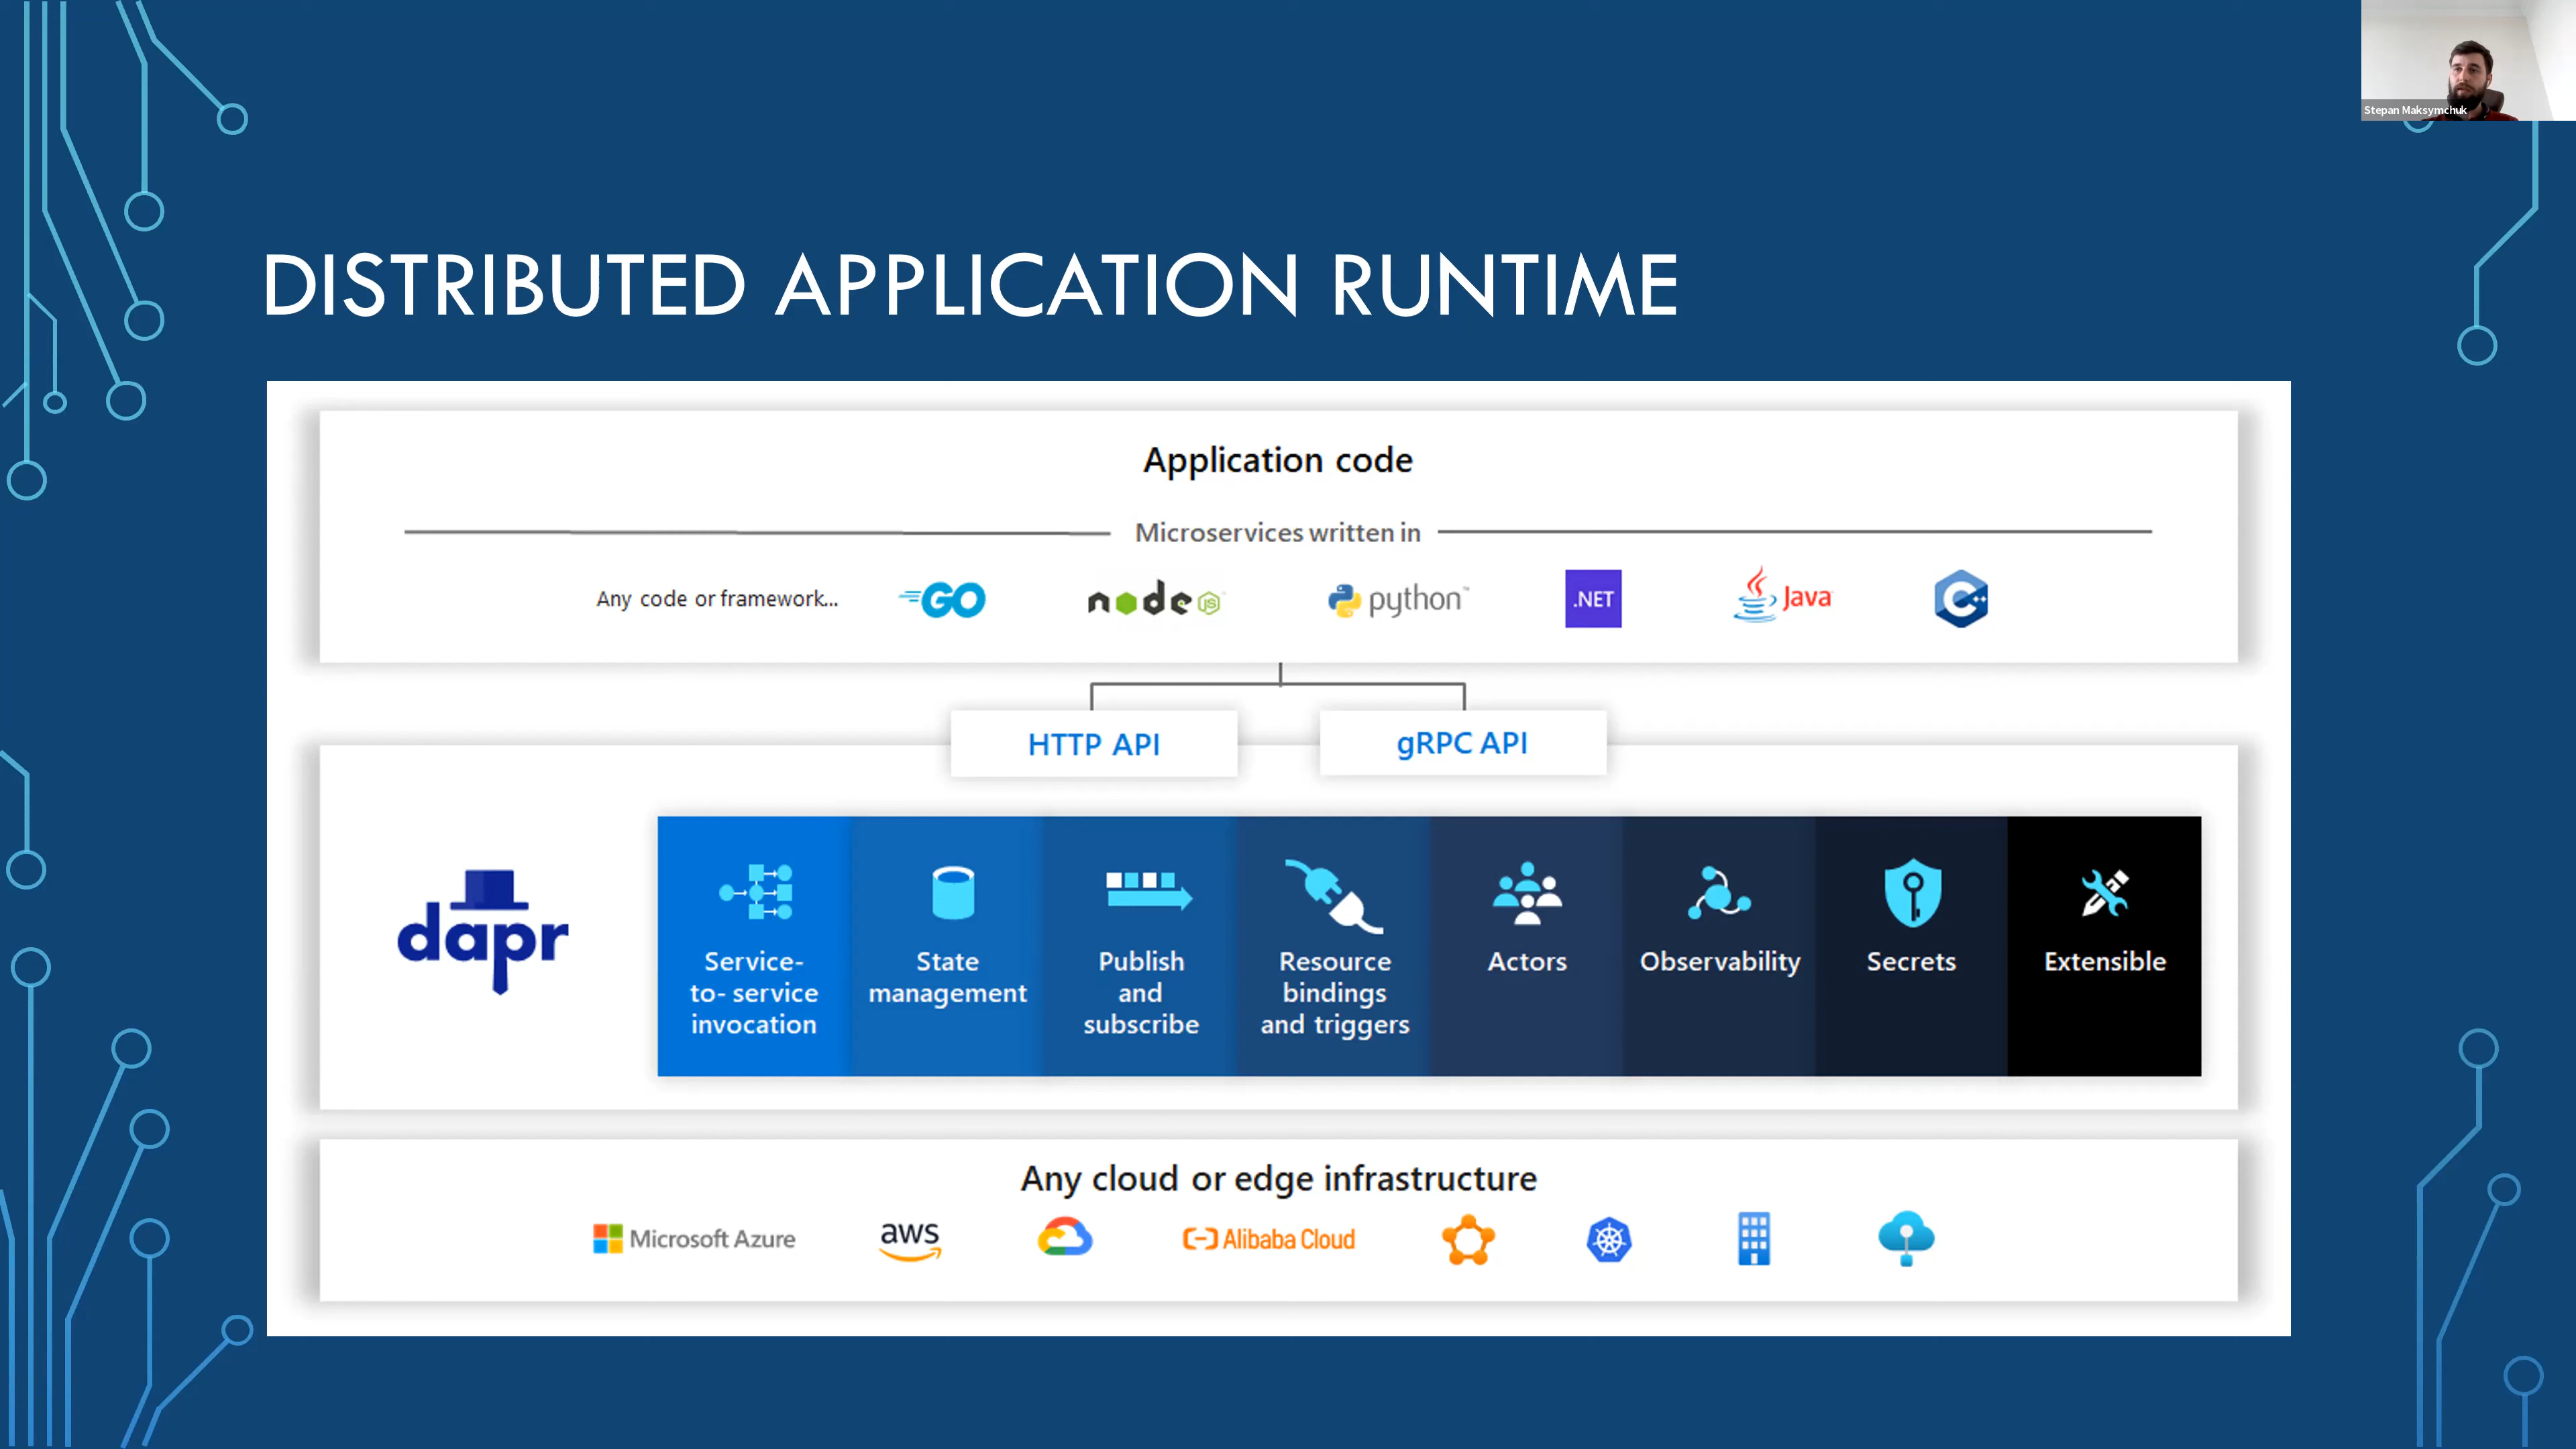 Stepan Maksymchuk
DISTRIBUTED APPLICATION RUNTIME
Application code
Microservices written in
Any code or framework...
GO
node
JS
python™
.NET
Java
C++
HTTP API
gRPC API
dapr
Service-
to- service
invocation
State
management
Publish
and
subscribe
Resource
bindings
and triggers
Actors
Observability
Secrets
Extensible
Any cloud or edge infrastructure
Microsoft Azure
aws
Alibaba Cloud